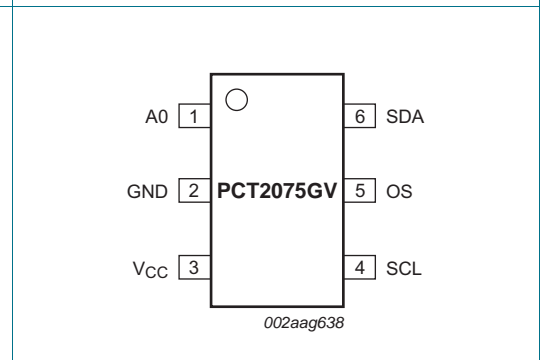 A0 1 6 SDA
GND 2 PCT2075GV 5 OS
VCC 3 4 SCL
002aag638